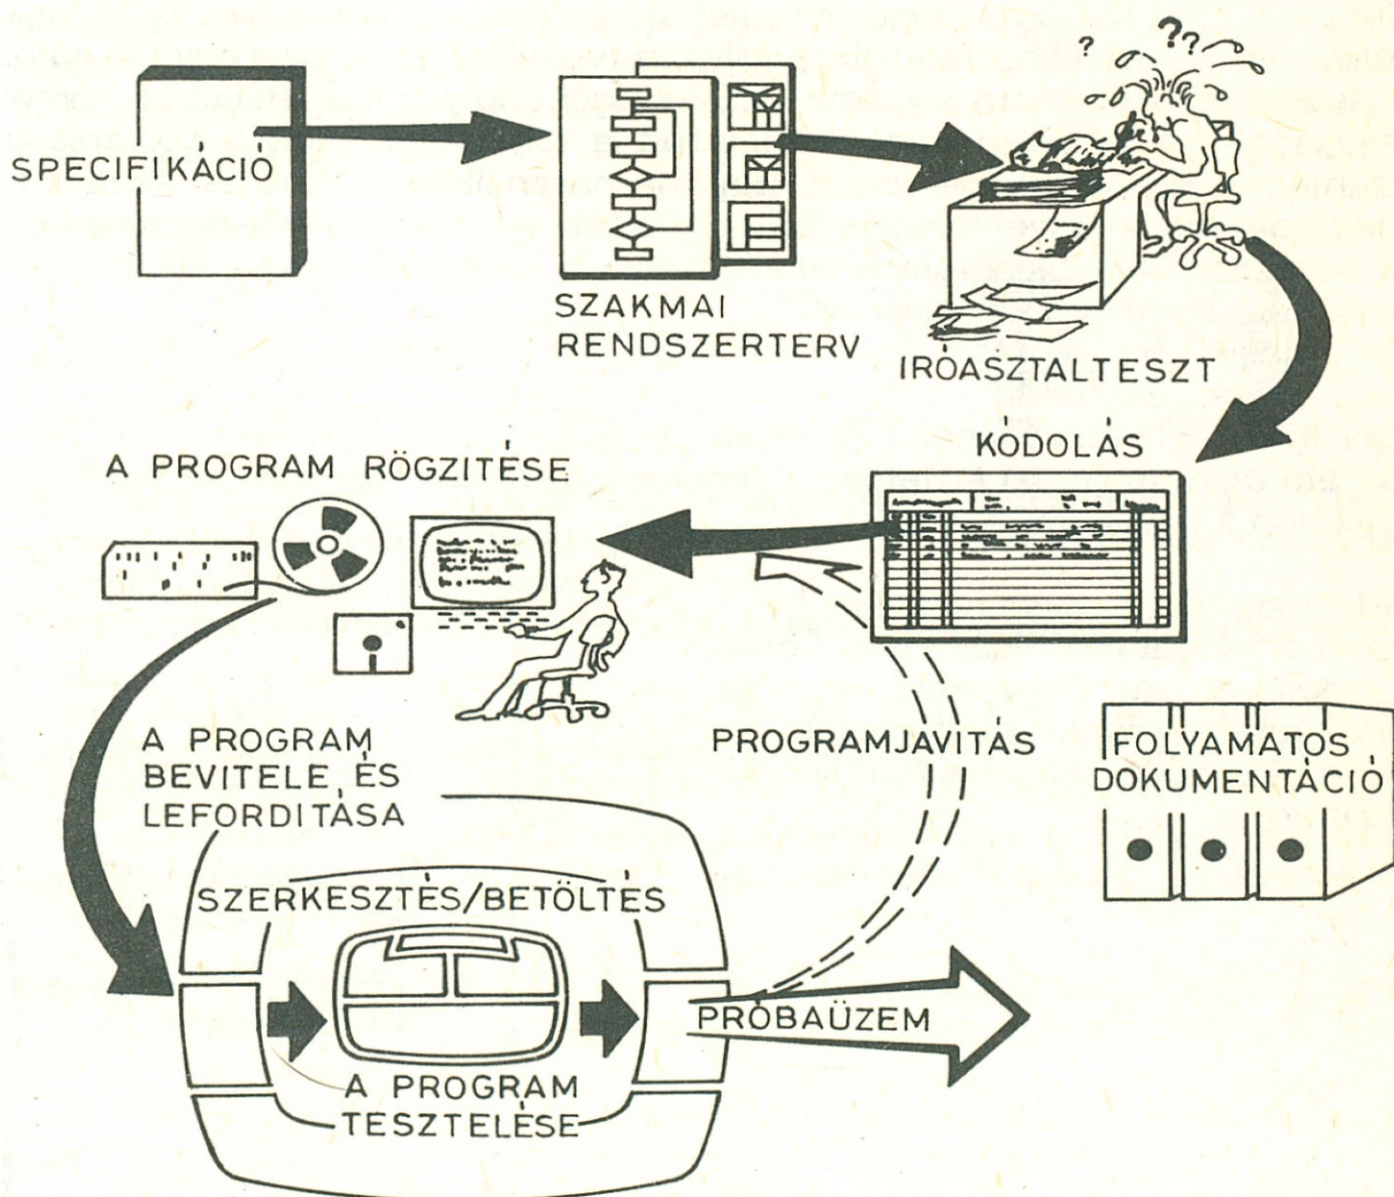 ? ? ?
?
SPECIFIKÁCIÓ
SZAKMAI
RENDSZERTERV
IRÓASZTALTESZT
KÓDOLÁS
A PROGRAM RÖGZITÉSE
A PROGRAM
BEVITELE ÉS
LEFORDITÁSA
PROGRAMJAVITÁS
FOLYAMATOS
DOKUMENTÁCIÓ
SZERKESZTÉS/BETÖLTÉS
PRÓBAÜZEM
A PROGRAM
TESZTELÉSE